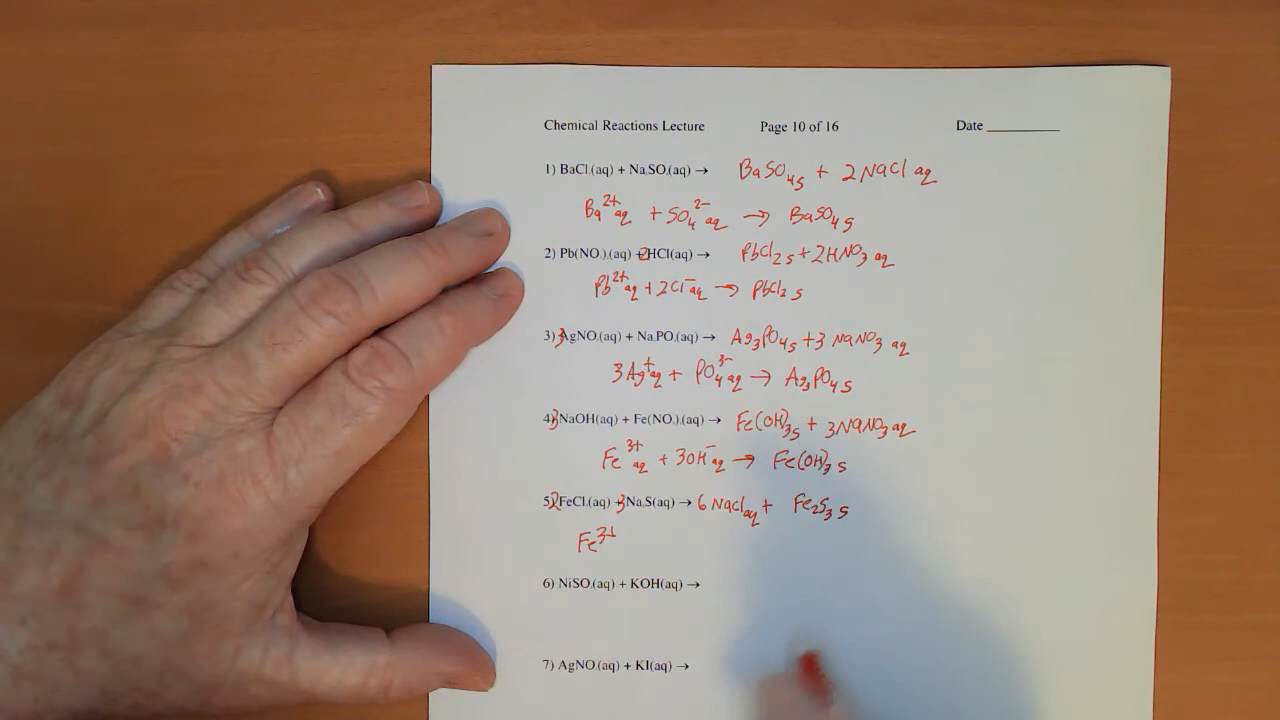 Chemical Reactions Lecture Page 10 of 16 Date ________
1) BaCl₂(aq) + Na₂SO₄(aq) → BaSO₄ s + 2 NaCl aq
Ba²⁺ aq + SO₄²⁻ aq → BaSO₄ s
2) Pb(NO₃)₂(aq) + 2HCl(aq) → PbCl₂ s + 2HNO₃ aq
Pb²⁺ aq + 2Cl⁻ aq → PbCl₂ s
3) 3AgNO₃(aq) + Na₃PO₄(aq) → Ag₃PO₄ s + 3 NaNO₃ aq
3Ag⁺ aq + PO₄³⁻ aq → Ag₃PO₄ s
4) 3NaOH(aq) + Fe(NO₃)₃(aq) → Fe(OH)₃ s + 3NaNO₃ aq
Fe³⁺ aq + 3OH⁻ aq → Fe(OH)₃ s
5) 2FeCl₃(aq) + 3Na₂S(aq) → 6 NaCl aq + Fe₂S₃ s
Fe³⁺
6) NiSO₄(aq) + KOH(aq) →
7) AgNO₃(aq) + KI(aq) →